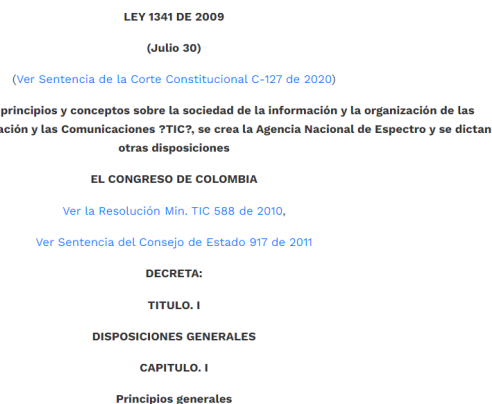 LEY 1341 DE 2009
(Julio 30)
(Ver Sentencia de la Corte Constitucional C-127 de 2020)
principios y conceptos sobre la sociedad de la información y la organización de las
ación y las Comunicaciones ?TIC?, se crea la Agencia Nacional de Espectro y se dictan
otras disposiciones
EL CONGRESO DE COLOMBIA
Ver la Resolución Min. TIC 588 de 2010,
Ver Sentencia del Consejo de Estado 917 de 2011
DECRETA:
TITULO. I
DISPOSICIONES GENERALES
CAPITULO. I
Principios generales